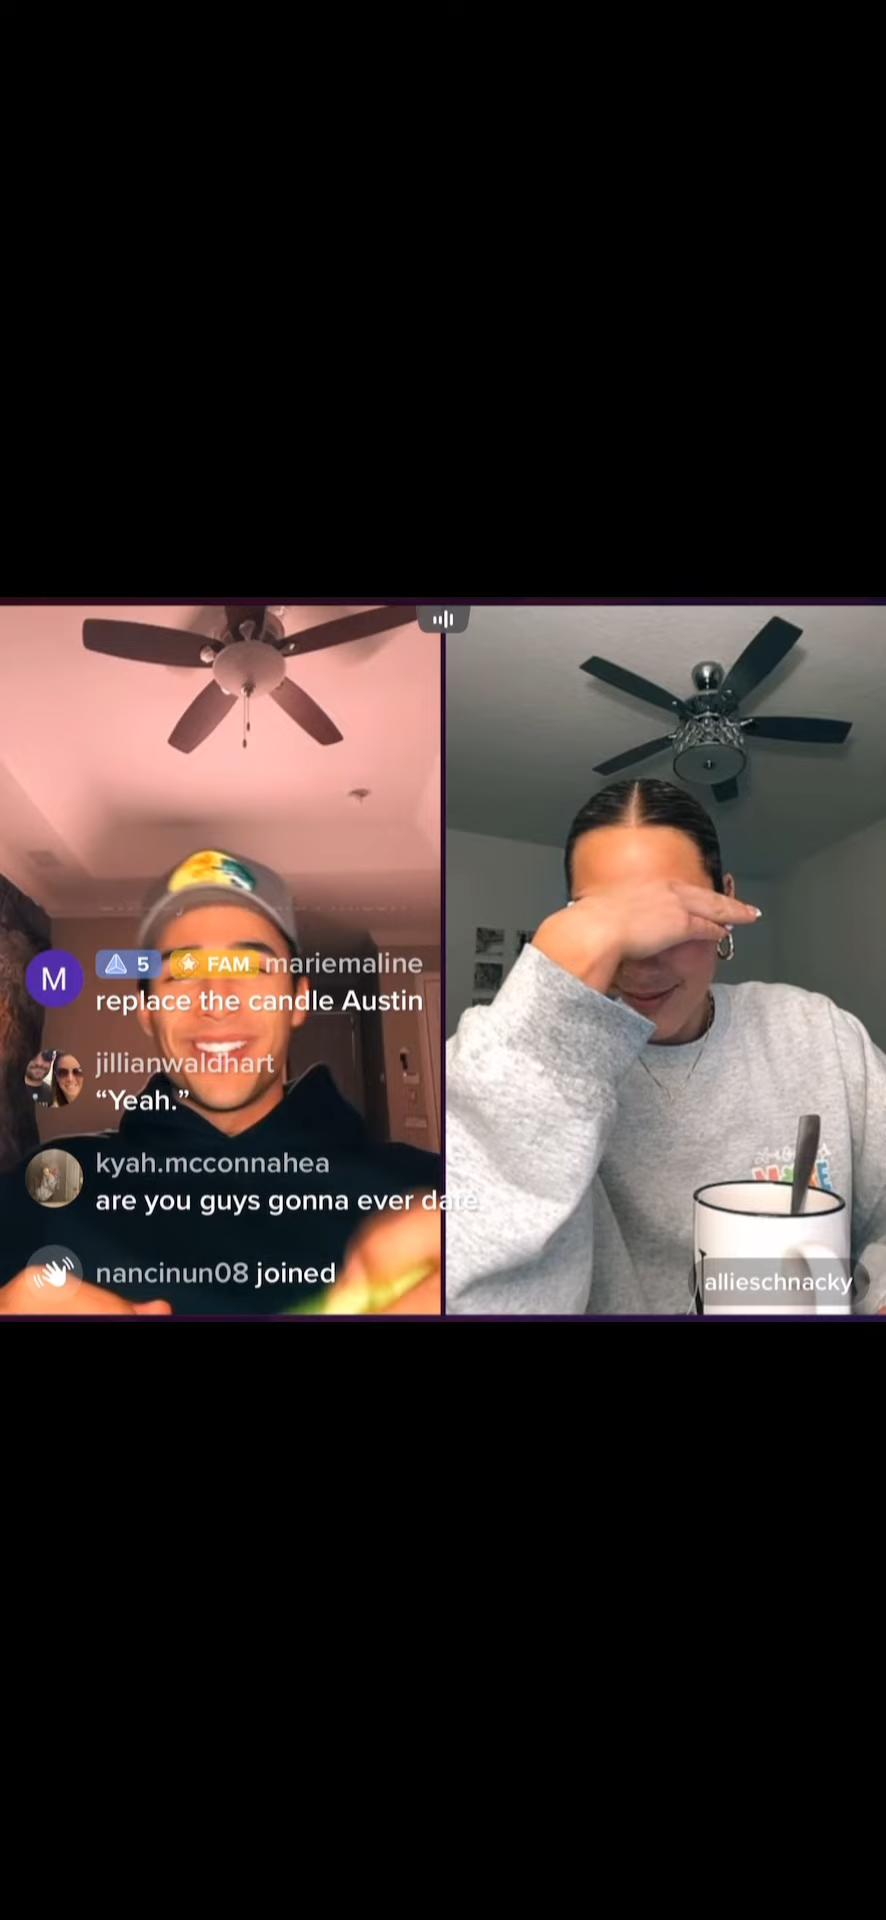 M
5 FAM mariemaline
replace the candle Austin
jillianwaldhart
“Yeah.”
kyah.mcconnahea
are you guys gonna ever date
nancinun08 joined
allieschnacky